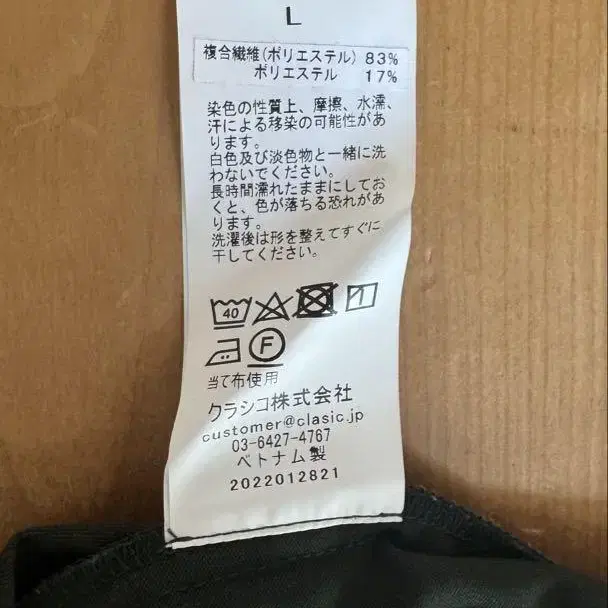 L
複合繊維(ポリエステル) 83%
ポリエステル 17%
染色の性質上、摩擦、水濡、
汗による移染の可能性があ
ります。
白色及び淡色物と一緒に洗
わないでください。
長時間濡れたままにしてお
くと、色が落ちる恐れがあ
ります。
洗濯後は形を整えてすぐに
干してください。
40
F
当て布使用
クラシコ株式会社
customer@clasic.jp
03-6427-4767
ベトナム製
2022012821